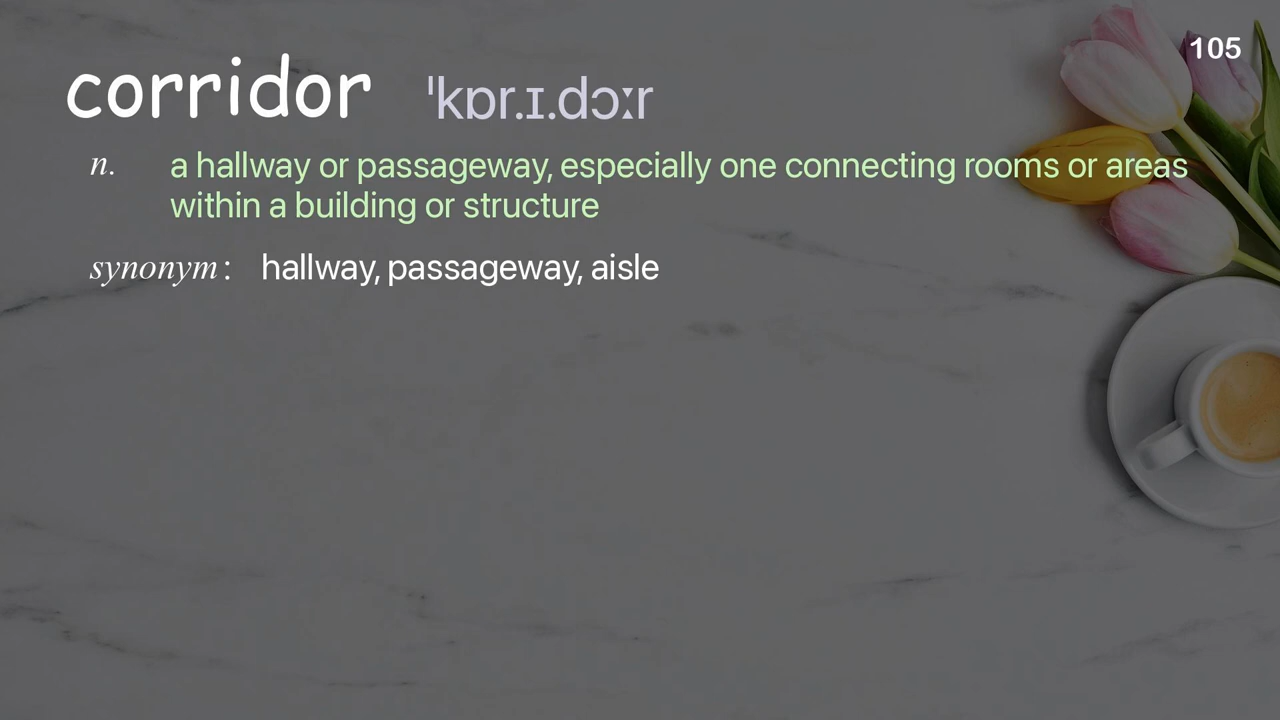 105
corridor ˈkɒr.ɪ.dɔːr
n. a hallway or passageway, especially one connecting rooms or areas
within a building or structure
synonym: hallway, passageway, aisle